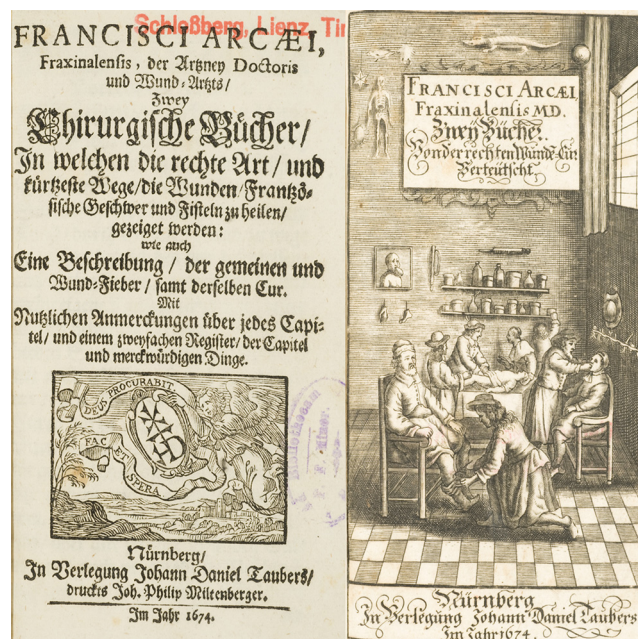 Schloßberg, Lienz, Tir
FRANCISCI ARCÆI,
Fraxinalensis, der Artzney Doctoris
und Wund-Artzts/
Zwey
Chirurgische Bücher/
In welchen die rechte Art/ und
kürtzeste Wege/die Wunden/Frantzö-
sische Geschwer und Fisteln zu heilen/
gezeiget werden:
wie auch
Eine Beschreibung/ der gemeinen und
Wund-Fieber/ samt derselben Cur.
Mit
Nutzlichen Anmerckungen über jedes Capi-
tel/ und einem zweyfachen Register/der Capitel
und merckwürdigen Dinge.
DEUS PROCURABIT
FAC ET
SPERA
Nürnberg/
In Verlegung Johann Daniel Taubers/
druckts Joh. Philip Miltenberger.
Im Jahr 1674.
FRANCISCI ARCÆI,
Fraxinalensis MD.
Zwey Bücher.
Von der rechten Wunde-Cur
Verteutscht,
Nürnberg
In Verlegung Johann Daniel Taubers
Im Jahr 1674.